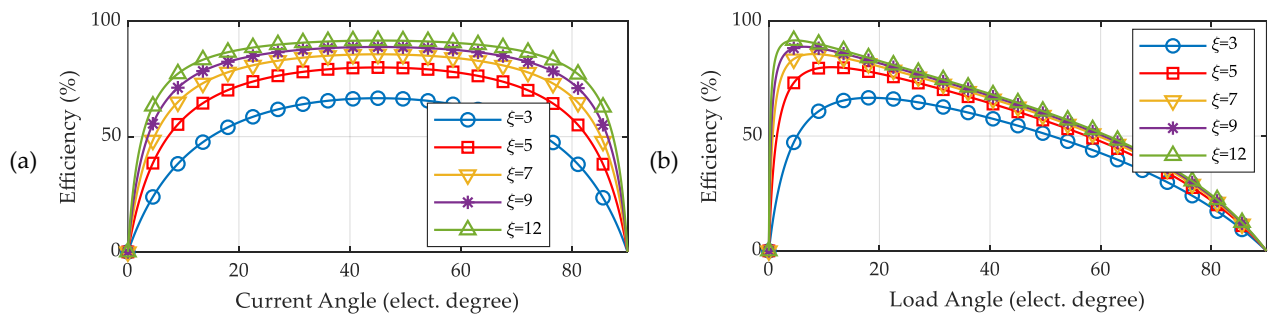 (a)
Efficiency (%)
100
50
0
0 20 40 60 80
Current Angle (elect. degree)
ξ=3
ξ=5
ξ=7
ξ=9
ξ=12
(b)
Efficiency (%)
100
50
0
0 20 40 60 80
Load Angle (elect. degree)
ξ=3
ξ=5
ξ=7
ξ=9
ξ=12